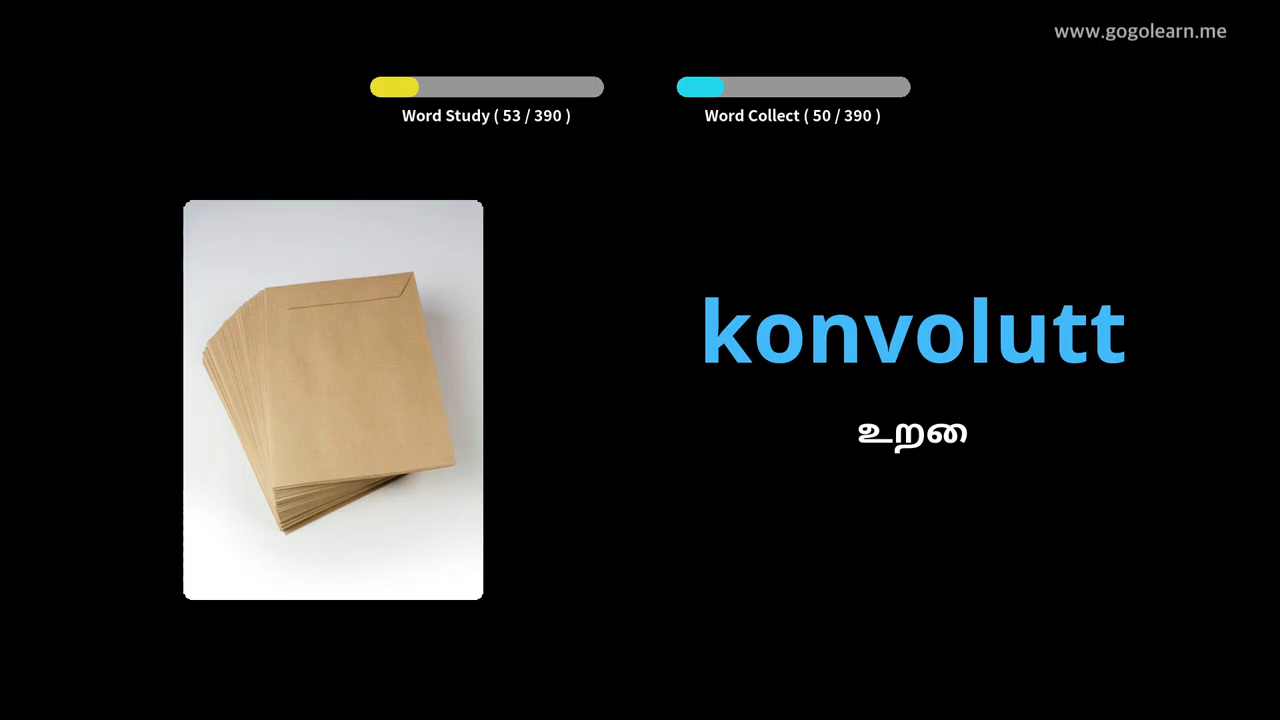 www.gogolearn.me
Word Study ( 53 / 390 )
Word Collect ( 50 / 390 )
konvolutt
உறை